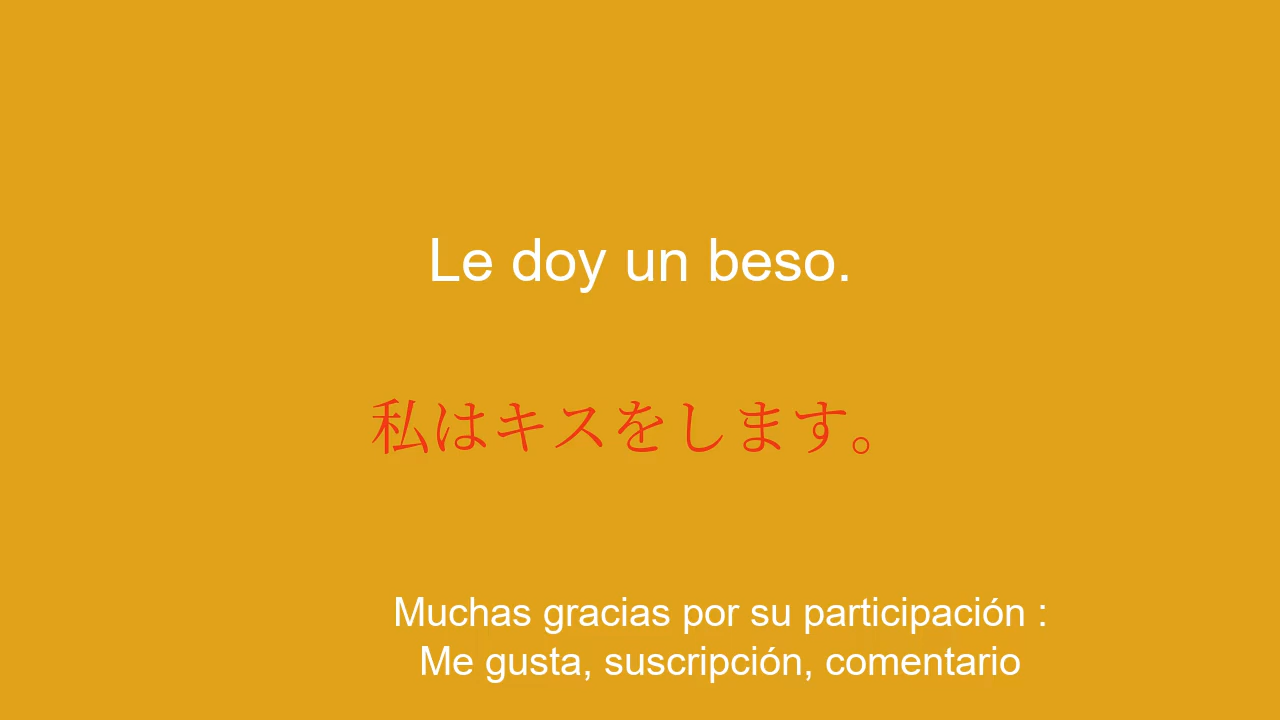 Le doy un beso.
私はキスをします。
Muchas gracias por su participación :
Me gusta, suscripción, comentario